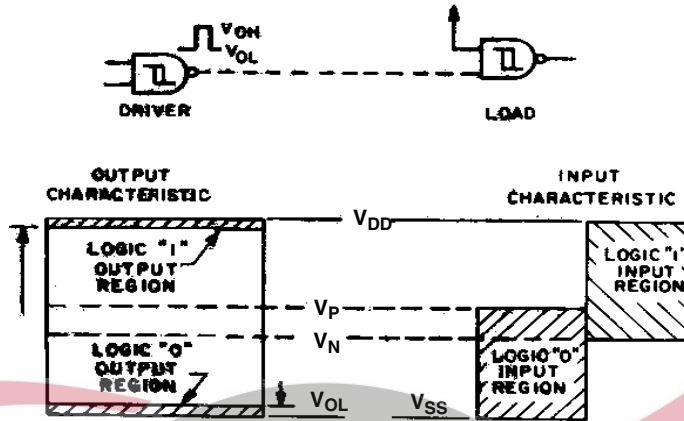 VOH
VOL
DRIVER
LOAD
OUTPUT
CHARACTERISTIC
INPUT
CHARACTERISTIC
VDD
LOGIC "1"
OUTPUT
REGION
LOGIC "1"
INPUT
REGION
VP
VN
LOGIC "0"
OUTPUT
REGION
LOGIC "0"
INPUT
REGION
VOL
VSS